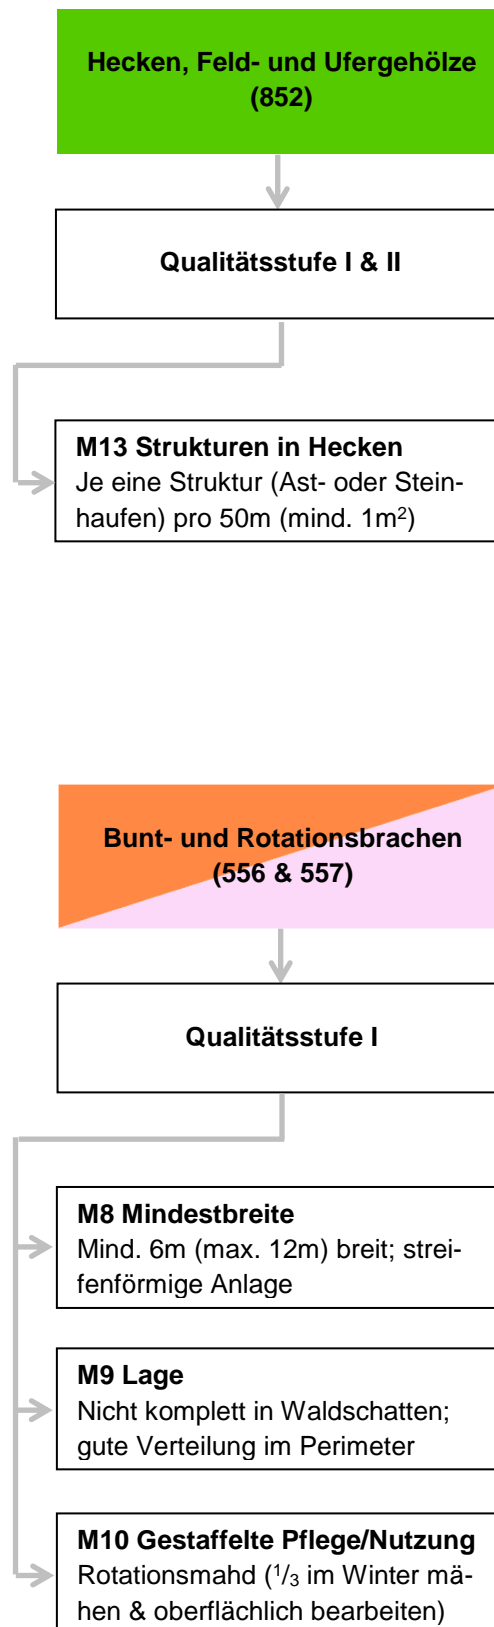 Hecken, Feld- und Ufergehölze
(852)
Qualitätsstufe I & II
M13 Strukturen in Hecken
Je eine Struktur (Ast- oder Stein-
haufen) pro 50m (mind. 1m²)
Bunt- und Rotationsbrachen
(556 & 557)
Qualitätsstufe I
M8 Mindestbreite
Mind. 6m (max. 12m) breit; strei-
fenförmige Anlage
M9 Lage
Nicht komplett in Waldschatten;
gute Verteilung im Perimeter
M10 Gestaffelte Pflege/Nutzung
Rotationsmahd (1/3 im Winter mä-
hen & oberflächlich bearbeiten)